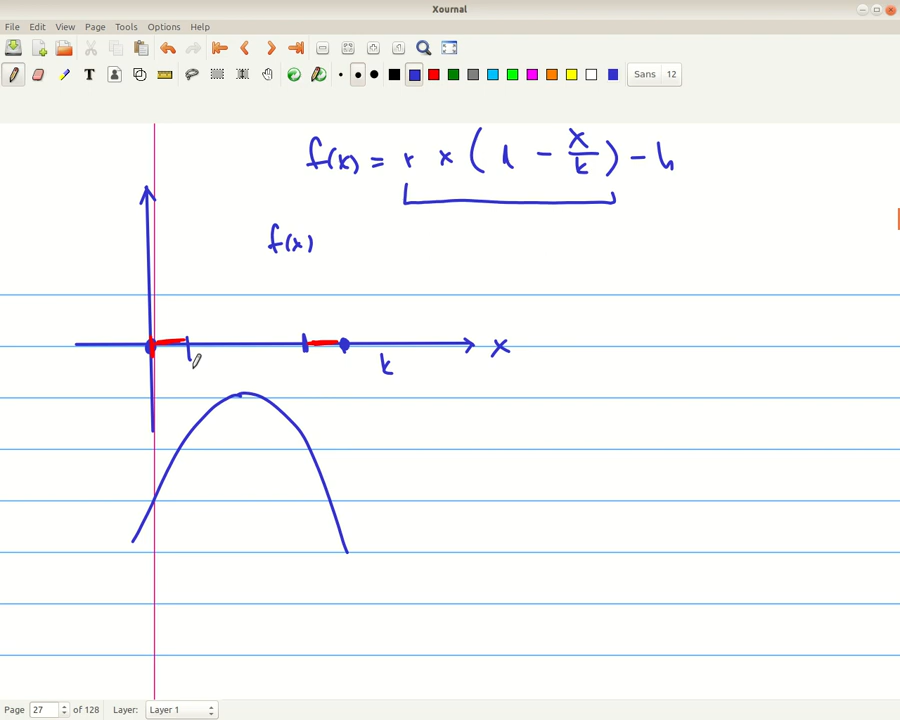 Xournal
File Edit View Page Tools Options Help
T Sans 12
f(x) = r x ( 1 - x/k ) - h
f(x)
x
k
Page 27 of 128 Layer: Layer 1